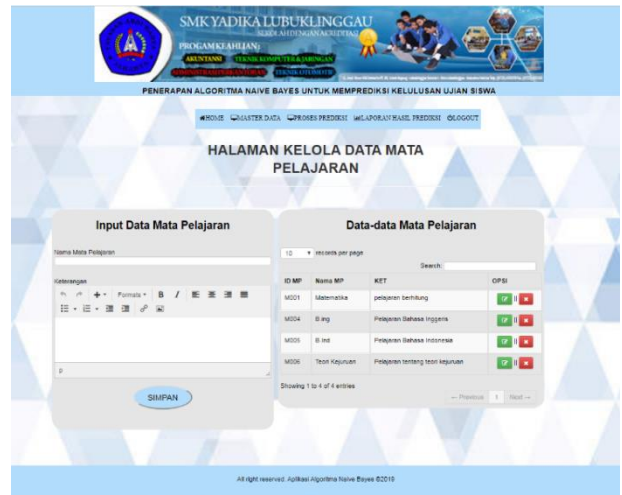 SMK YADIKA LUBUKLINGGAU
SEKOLAH DENGAN AKREDITASI
PROGAM KEAHLIAN:
AKUNTANSI TEKNIK KOMPUTER & JARINGAN
ADMINISTRASI PERKANTORAN TEKNIK OTOMOTIF
PENERAPAN ALGORITMA NAIVE BAYES UNTUK MEMPREDIKSI KELULUSAN UJIAN SISWA
HOME MASTER DATA PROSES PREDIKSI LAPORAN HASIL PREDIKSI LOGOUT
HALAMAN KELOLA DATA MATA
PELAJARAN
Input Data Mata Pelajaran
Nama Mata Pelajaran
Keterangan
Formats B I
p
SIMPAN
Data-data Mata Pelajaran
10 records per page
Search:
ID MP Nama MP KET OPSI
M001 Matematika pelajaran berhitung ||
M004 B.ing Pelajaran Bahasa Inggeris ||
M005 B.Ind Pelajaran Bahasa Indonesia ||
M006 Teori Kejuruan Pelajaran tentang teori kejuruan ||
Showing 1 to 4 of 4 entries
← Previous 1 Next →
All right reserved. Aplikasi Algoritma Naive Bayes ©2019